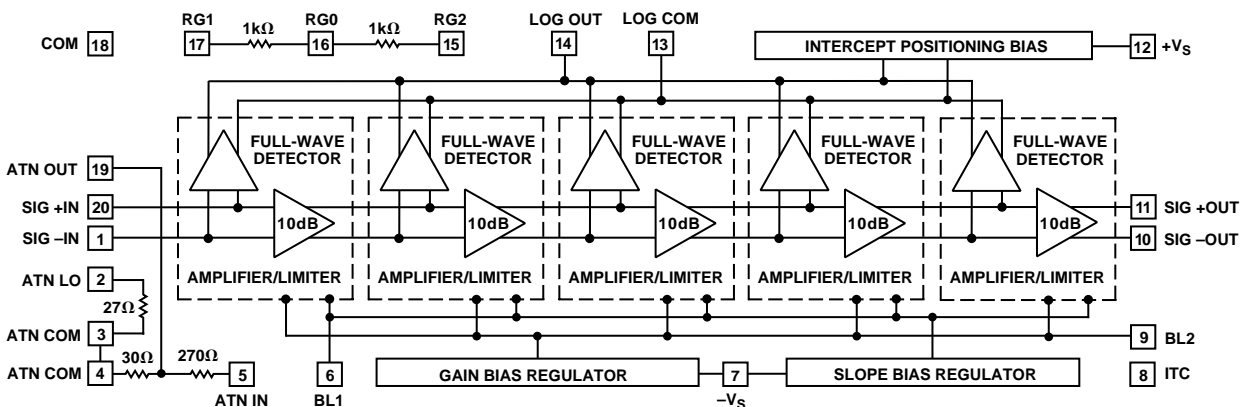 RG1 RG0 RG2 LOG OUT LOG COM
1kΩ 1kΩ
COM 18 17 16 15 14 13 INTERCEPT POSITIONING BIAS 12 +VS
FULL-WAVE DETECTOR
FULL-WAVE DETECTOR
FULL-WAVE DETECTOR
FULL-WAVE DETECTOR
FULL-WAVE DETECTOR
ATN OUT 19
SIG +IN 20
SIG –IN 1
10dB 10dB 10dB 10dB 10dB
11 SIG +OUT
10 SIG –OUT
AMPLIFIER/LIMITER AMPLIFIER/LIMITER AMPLIFIER/LIMITER AMPLIFIER/LIMITER AMPLIFIER/LIMITER
ATN LO 2
27Ω
ATN COM 3
9 BL2
30Ω 270Ω
ATN COM 4 5 6 GAIN BIAS REGULATOR 7 SLOPE BIAS REGULATOR 8 ITC
ATN IN BL1 –VS